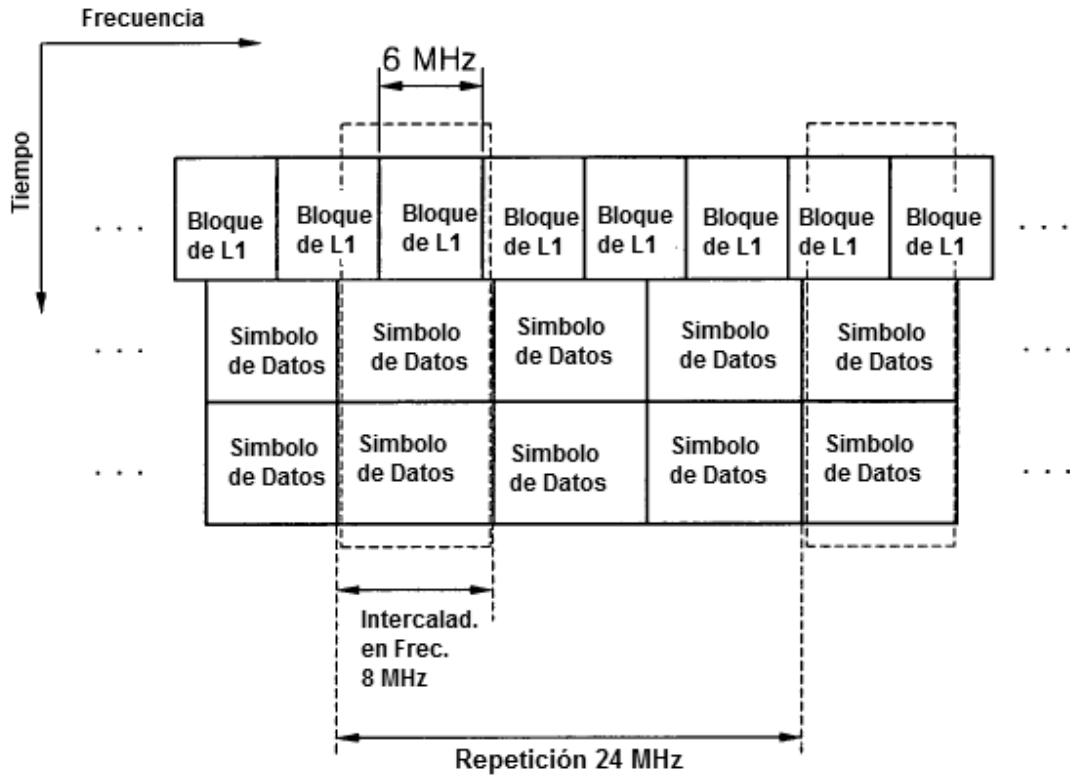 Frecuencia
6 MHz
Tiempo
. . .
Bloque
de L1
Bloque
de L1
Bloque
de L1
Bloque
de L1
Bloque
de L1
Bloque
de L1
Bloque
de L1
Bloque
de L1
. . .
. . .
Simbolo
de Datos
Simbolo
de Datos
Simbolo
de Datos
Simbolo
de Datos
Simbolo
de Datos
. . .
. . .
Simbolo
de Datos
Simbolo
de Datos
Simbolo
de Datos
Simbolo
de Datos
Simbolo
de Datos
. . .
Intercalad.
en Frec.
8 MHz
Repetición 24 MHz